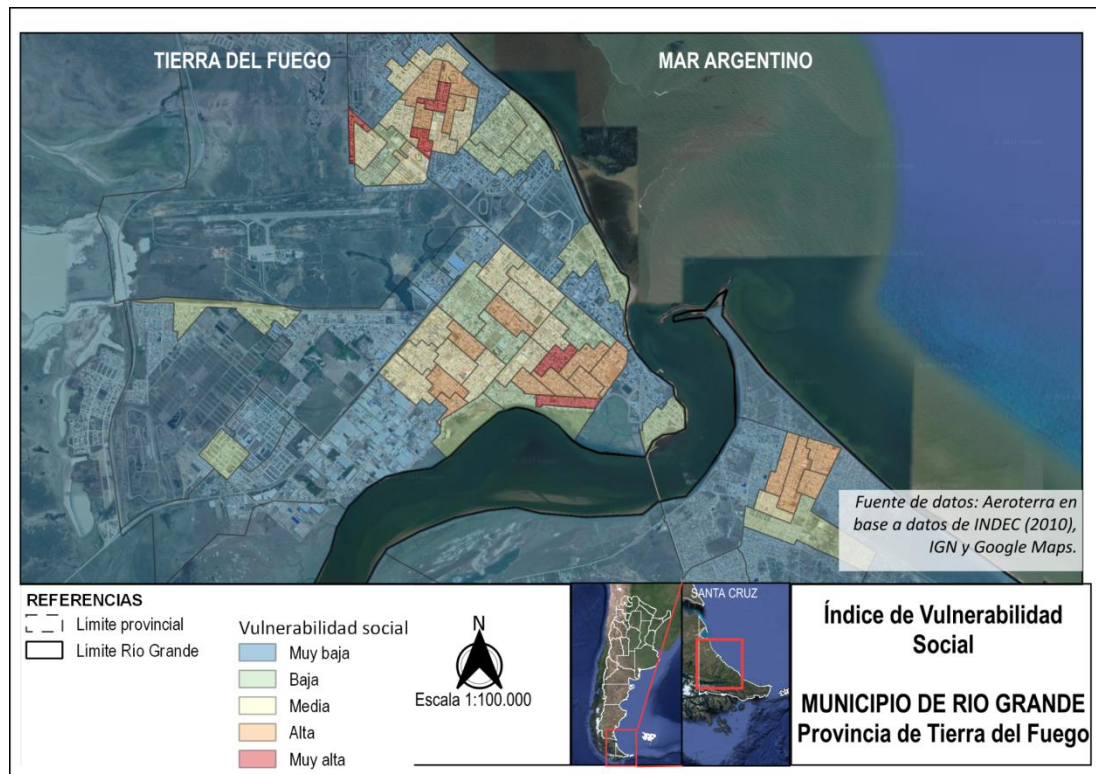 TIERRA DEL FUEGO
MAR ARGENTINO
Fuente de datos: Aeroterra en
base a datos de INDEC (2010),
IGN y Google Maps.
REFERENCIAS
Limite provincial
Limite Rio Grande
Vulnerabilidad social
Muy baja
Baja
Media
Alta
Muy alta
N
Escala 1:100.000
SANTA CRUZ
Índice de Vulnerabilidad
Social
MUNICIPIO DE RIO GRANDE
Provincia de Tierra del Fuego